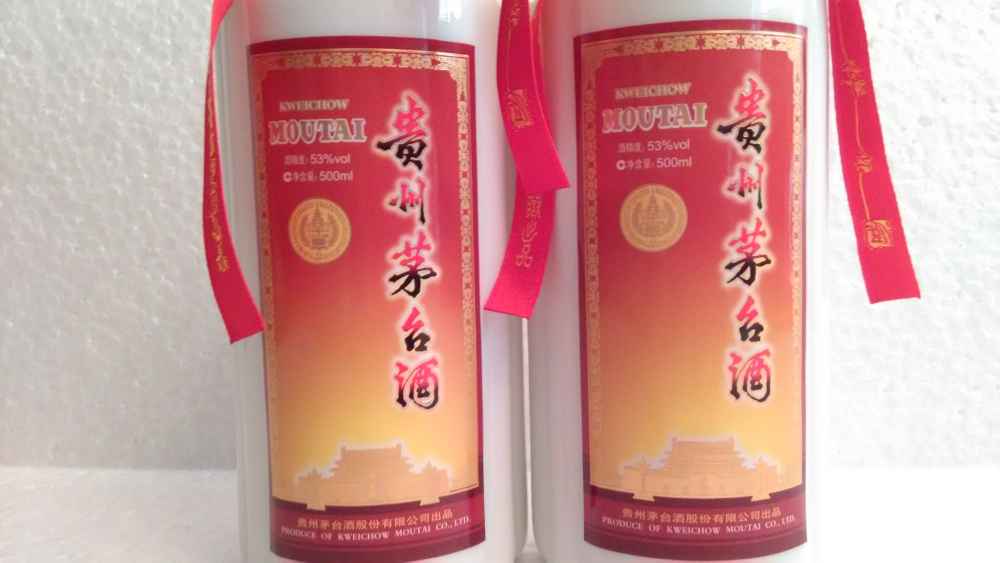 KWEICHOW
MOUTAI
酒精度: 53%vol
C净含量: 500ml
贵州茅台酒
贵州茅台酒股份有限公司出品
PRODUCE OF KWEICHOW MOUTAI CO., LTD.
KWEICHOW
MOUTAI
酒精度: 53%vol
C净含量: 500ml
贵州茅台酒
贵州茅台酒股份有限公司出品
PRODUCE OF KWEICHOW MOUTAI CO., LTD.